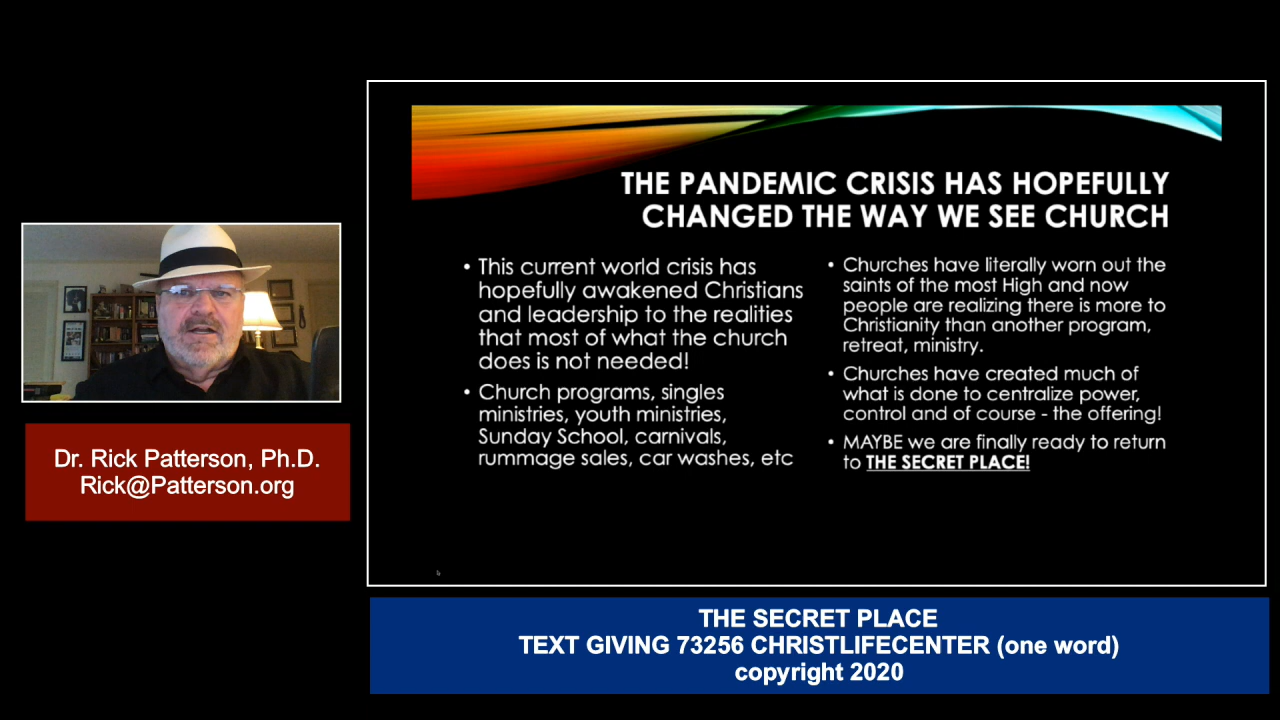 THE PANDEMIC CRISIS HAS HOPEFULLY
CHANGED THE WAY WE SEE CHURCH
• This current world crisis has
hopefully awakened Christians
and leadership to the realities
that most of what the church
does is not needed!
• Church programs, singles
ministries, youth ministries,
Sunday School, carnivals,
rummage sales, car washes, etc
• Churches have literally worn out the
saints of the most High and now
people are realizing there is more to
Christianity than another program,
retreat, ministry.
• Churches have created much of
what is done to centralize power,
control and of course - the offering!
• MAYBE we are finally ready to return
to THE SECRET PLACE!
Dr. Rick Patterson, Ph.D.
Rick@Patterson.org
THE SECRET PLACE
TEXT GIVING 73256 CHRISTLIFECENTER (one word)
copyright 2020